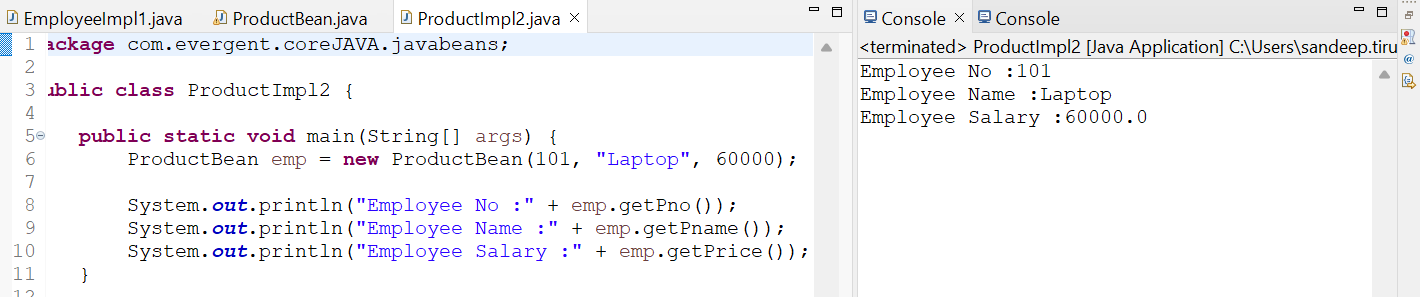 EmployeeImpl1.java ProductBean.java ProductImpl2.java
1 ackage com.evergent.coreJAVA.javabeans;
2
3 ublic class ProductImpl2 {
4
5 public static void main(String[] args) {
6 ProductBean emp = new ProductBean(101, "Laptop", 60000);
7
8 System.out.println("Employee No :" + emp.getPno());
9 System.out.println("Employee Name :" + emp.getPname());
10 System.out.println("Employee Salary :" + emp.getPrice());
11 }
12
Console Console
<terminated> ProductImpl2 [Java Application] C:\Users\sandeep.tiru
Employee No :101
Employee Name :Laptop
Employee Salary :60000.0